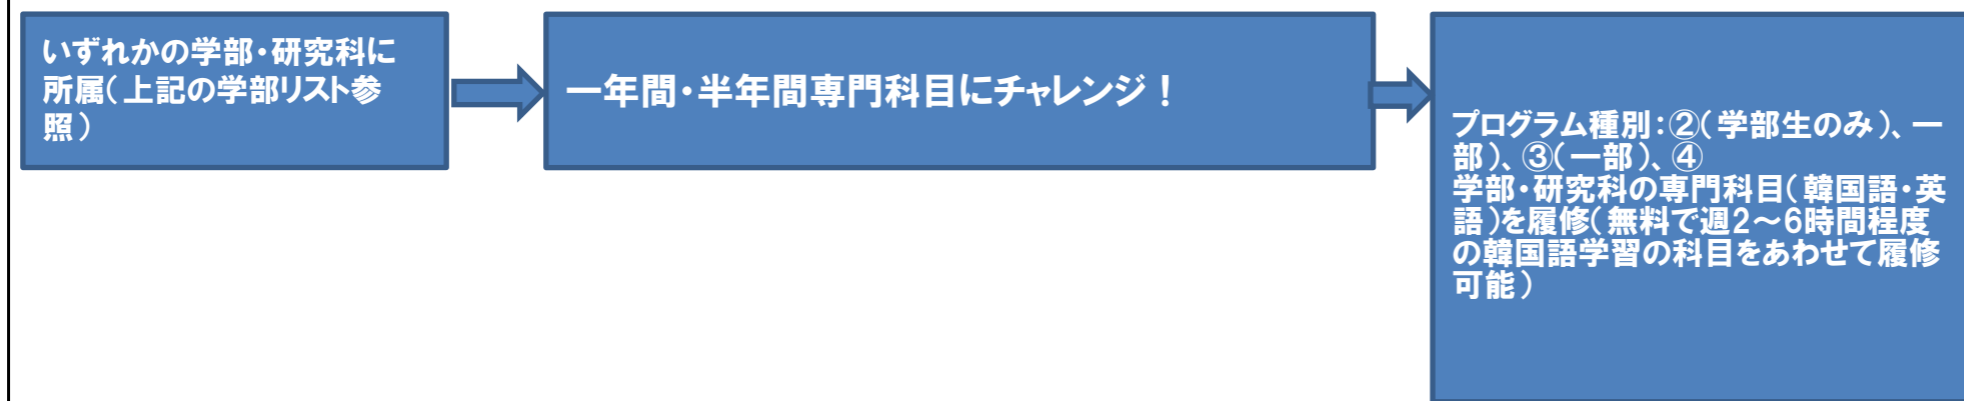 いずれかの学部・研究科に
所属(上記の学部リスト参
照)
一年間・半年間専門科目にチャレンジ!
プログラム種別:②(学部生のみ)、一
部)、③(一部)、④
学部・研究科の専門科目(韓国語・英
語)を履修(無料で週2~6時間程度
の韓国語学習の科目をあわせて履修
可能)